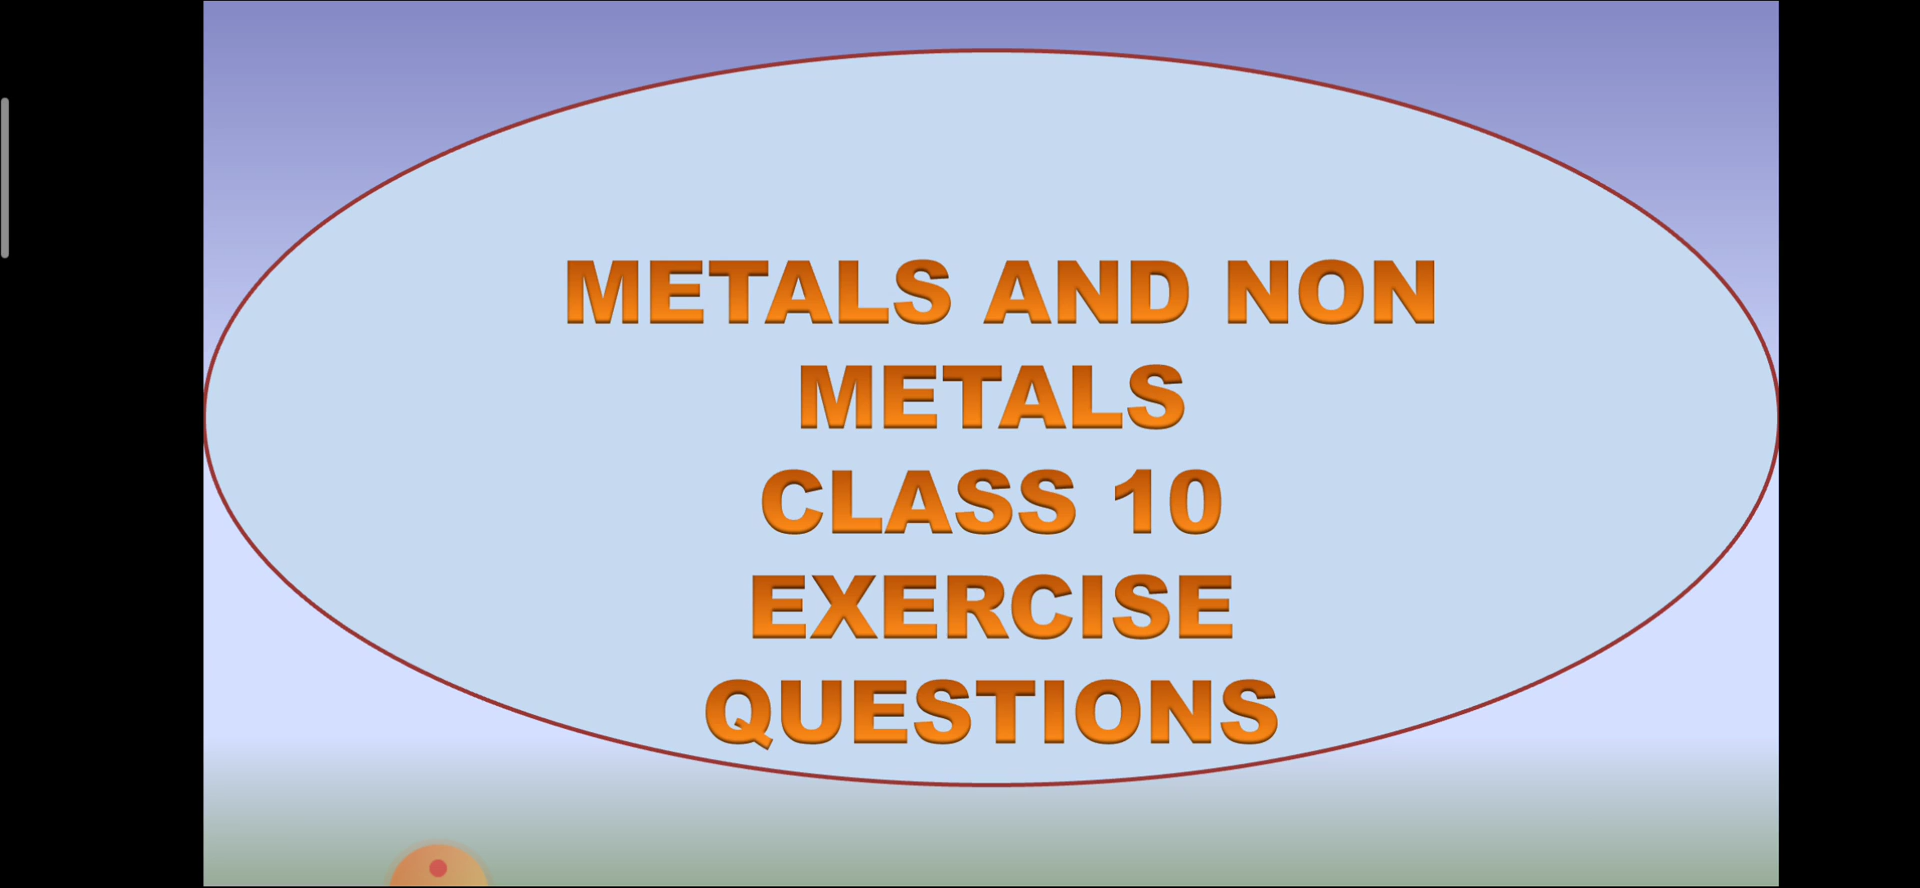 METALS AND NON
METALS
CLASS 10
EXERCISE
QUESTIONS